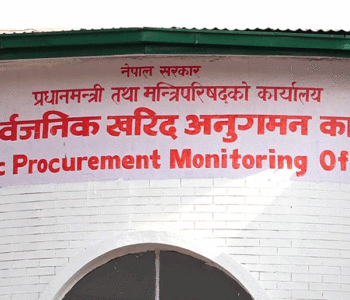 नेपाल सरकार
प्रधानमन्त्री तथा मन्त्रिपरिषद्को कार्यालय
र्वजनिक खरिद अनुगमन का
c Procurement Monitoring Of